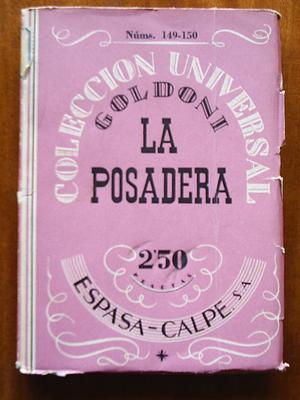 Núms. 149-150
COLECCION UNIVERSAL
GOLDONI
LA
POSADERA
2'50
PESETAS
ESPASA-CALPE, S.A.